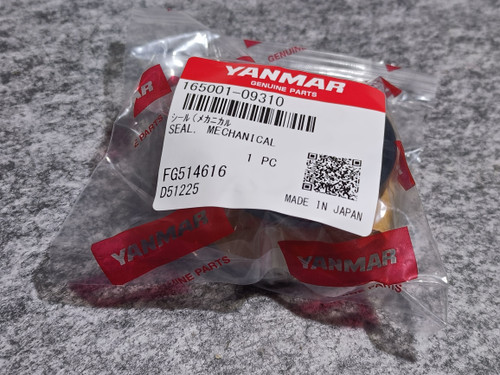 YANMAR
GENUINE PARTS
165001-09310
シール(メカニカル
SEAL, MECHANICAL
1 PC
FG514616
D51225
MADE IN JAPAN
YANMAR
GENUINE PARTS
YANMAR